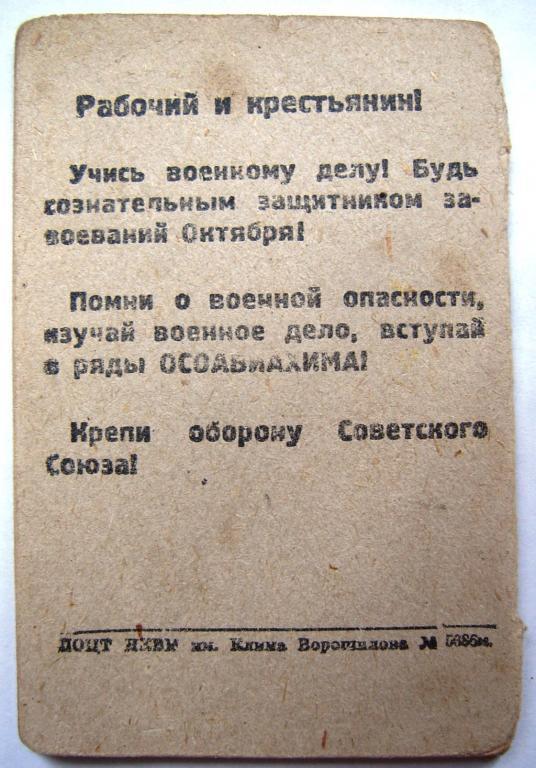 Рабочий и крестьянин!
Учись военному делу! Будь
сознательным защитником за-
воеваний Октября!
Помни о военной опасности,
изучай военное дело, вступай
в ряды ОСОАВИАХИМА!
Крепи оборону Советского
Союза!
им. Клима Ворошилова №